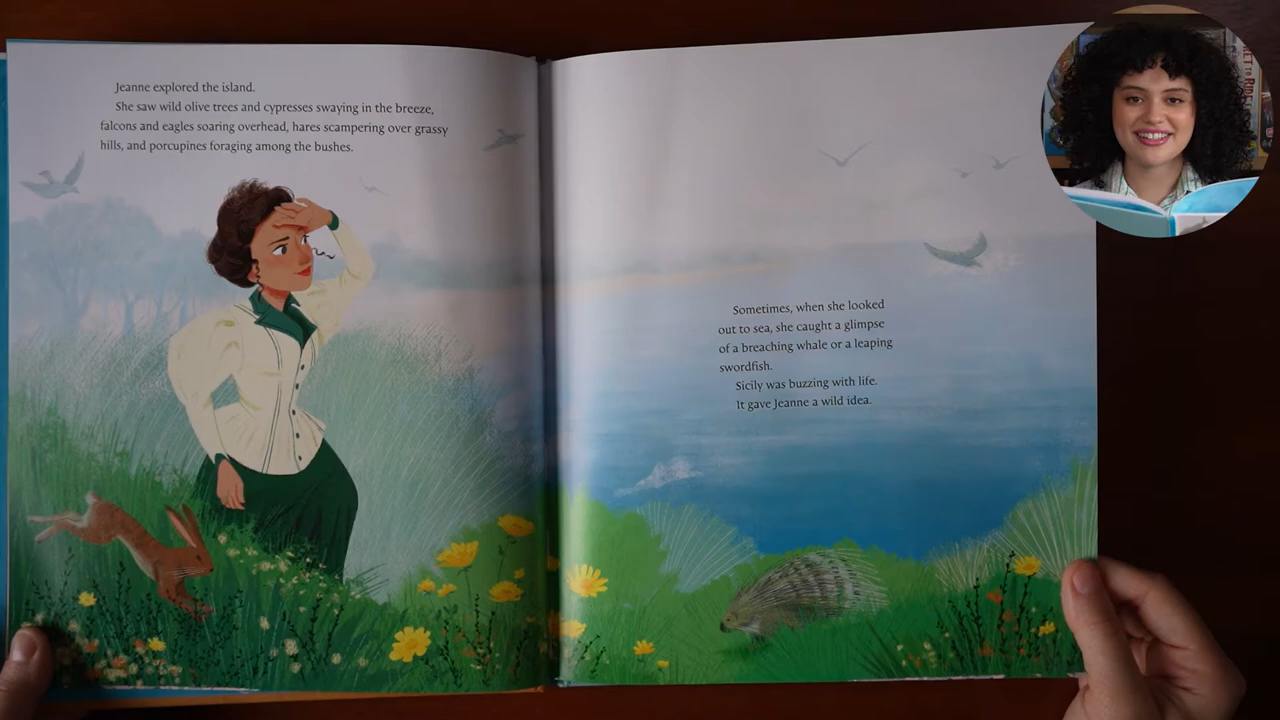 Jeanne explored the island.
She saw wild olive trees and cypresses swaying in the breeze,
falcons and eagles soaring overhead, hares scampering over grassy
hills, and porcupines foraging among the bushes.
Sometimes, when she looked
out to sea, she caught a glimpse
of a breaching whale or a leaping
swordfish.
Sicily was buzzing with life.
It gave Jeanne a wild idea.